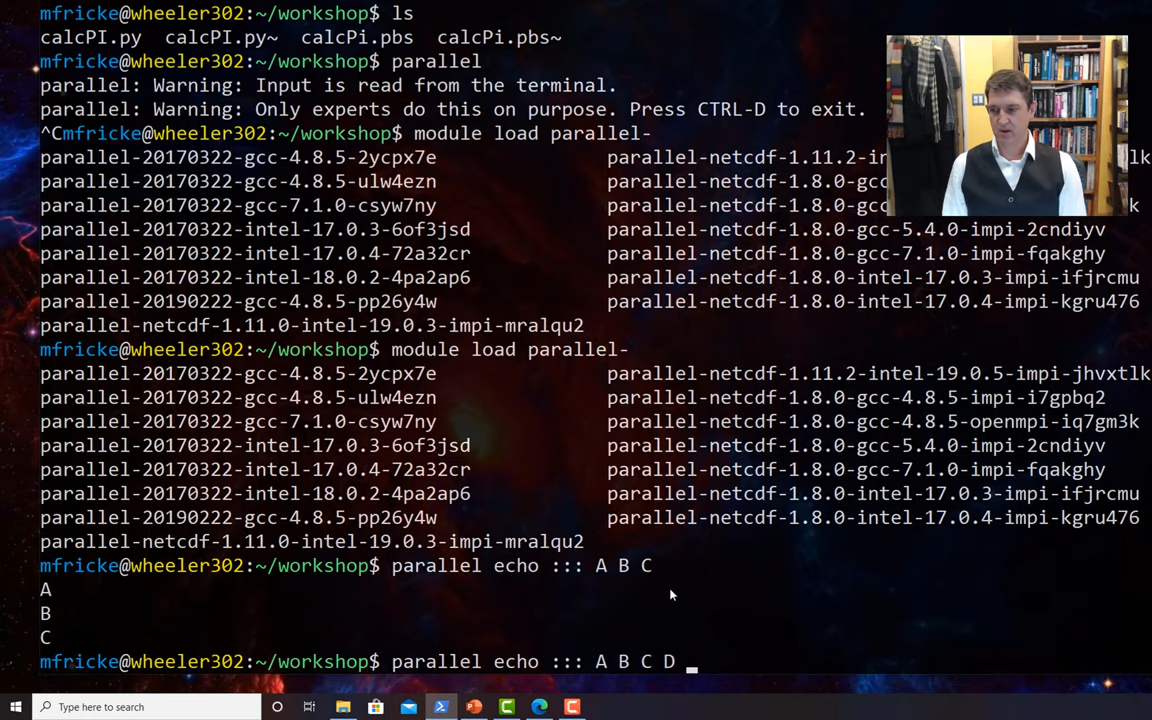 mfricke@wheeler302:~/workshop$ ls
calcPI.py calcPI.py~ calcPi.pbs calcPi.pbs~
mfricke@wheeler302:~/workshop$ parallel
parallel: Warning: Input is read from the terminal.
parallel: Warning: Only experts do this on purpose. Press CTRL-D to exit.
^Cmfricke@wheeler302:~/workshop$ module load parallel-
parallel-20170322-gcc-4.8.5-2ycpx7e parallel-netcdf-1.11.2-in lk
parallel-20170322-gcc-4.8.5-ulw4ezn parallel-netcdf-1.8.0-gcc
parallel-20170322-gcc-7.1.0-csyw7ny parallel-netcdf-1.8.0-gcc k
parallel-20170322-intel-17.0.3-6of3jsd parallel-netcdf-1.8.0-gcc-5.4.0-impi-2cndiyv
parallel-20170322-intel-17.0.4-72a32cr parallel-netcdf-1.8.0-gcc-7.1.0-impi-fqakghy
parallel-20170322-intel-18.0.2-4pa2ap6 parallel-netcdf-1.8.0-intel-17.0.3-impi-ifjrcmu
parallel-20190222-gcc-4.8.5-pp26y4w parallel-netcdf-1.8.0-intel-17.0.4-impi-kgru476
parallel-netcdf-1.11.0-intel-19.0.3-impi-mralqu2
mfricke@wheeler302:~/workshop$ module load parallel-
parallel-20170322-gcc-4.8.5-2ycpx7e parallel-netcdf-1.11.2-intel-19.0.5-impi-jhvxtlk
parallel-20170322-gcc-4.8.5-ulw4ezn parallel-netcdf-1.8.0-gcc-4.8.5-impi-i7gpbq2
parallel-20170322-gcc-7.1.0-csyw7ny parallel-netcdf-1.8.0-gcc-4.8.5-openmpi-iq7gm3k
parallel-20170322-intel-17.0.3-6of3jsd parallel-netcdf-1.8.0-gcc-5.4.0-impi-2cndiyv
parallel-20170322-intel-17.0.4-72a32cr parallel-netcdf-1.8.0-gcc-7.1.0-impi-fqakghy
parallel-20170322-intel-18.0.2-4pa2ap6 parallel-netcdf-1.8.0-intel-17.0.3-impi-ifjrcmu
parallel-20190222-gcc-4.8.5-pp26y4w parallel-netcdf-1.8.0-intel-17.0.4-impi-kgru476
parallel-netcdf-1.11.0-intel-19.0.3-impi-mralqu2
mfricke@wheeler302:~/workshop$ parallel echo ::: A B C
A
B
C
mfricke@wheeler302:~/workshop$ parallel echo ::: A B C D
Type here to search